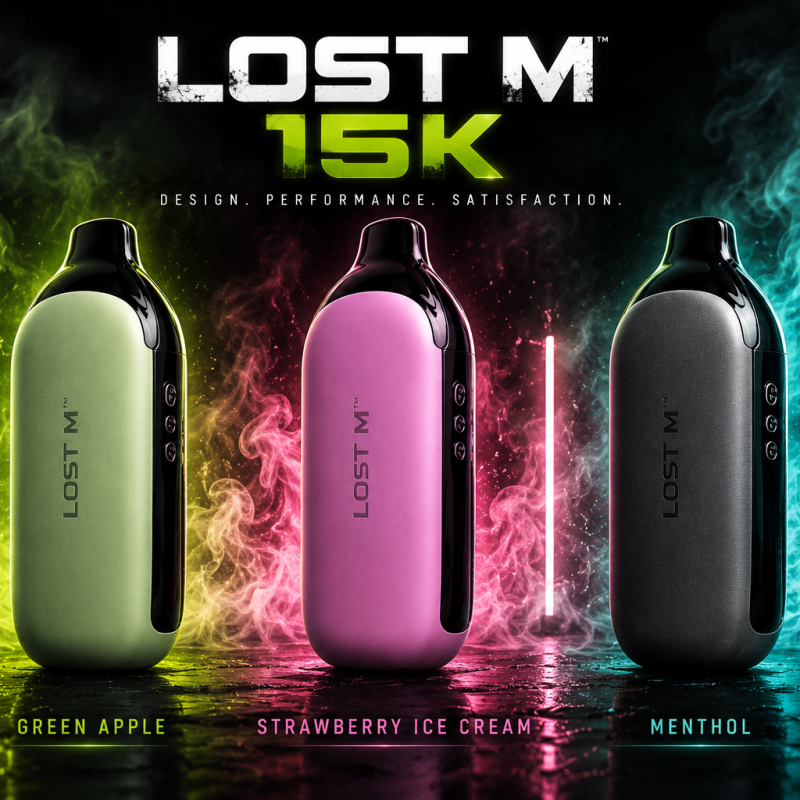 LOST M™
15K
DESIGN. PERFORMANCE. SATISFACTION.
LOST M™
LOST M™
LOST M™
GREEN APPLE
STRAWBERRY ICE CREAM
MENTHOL